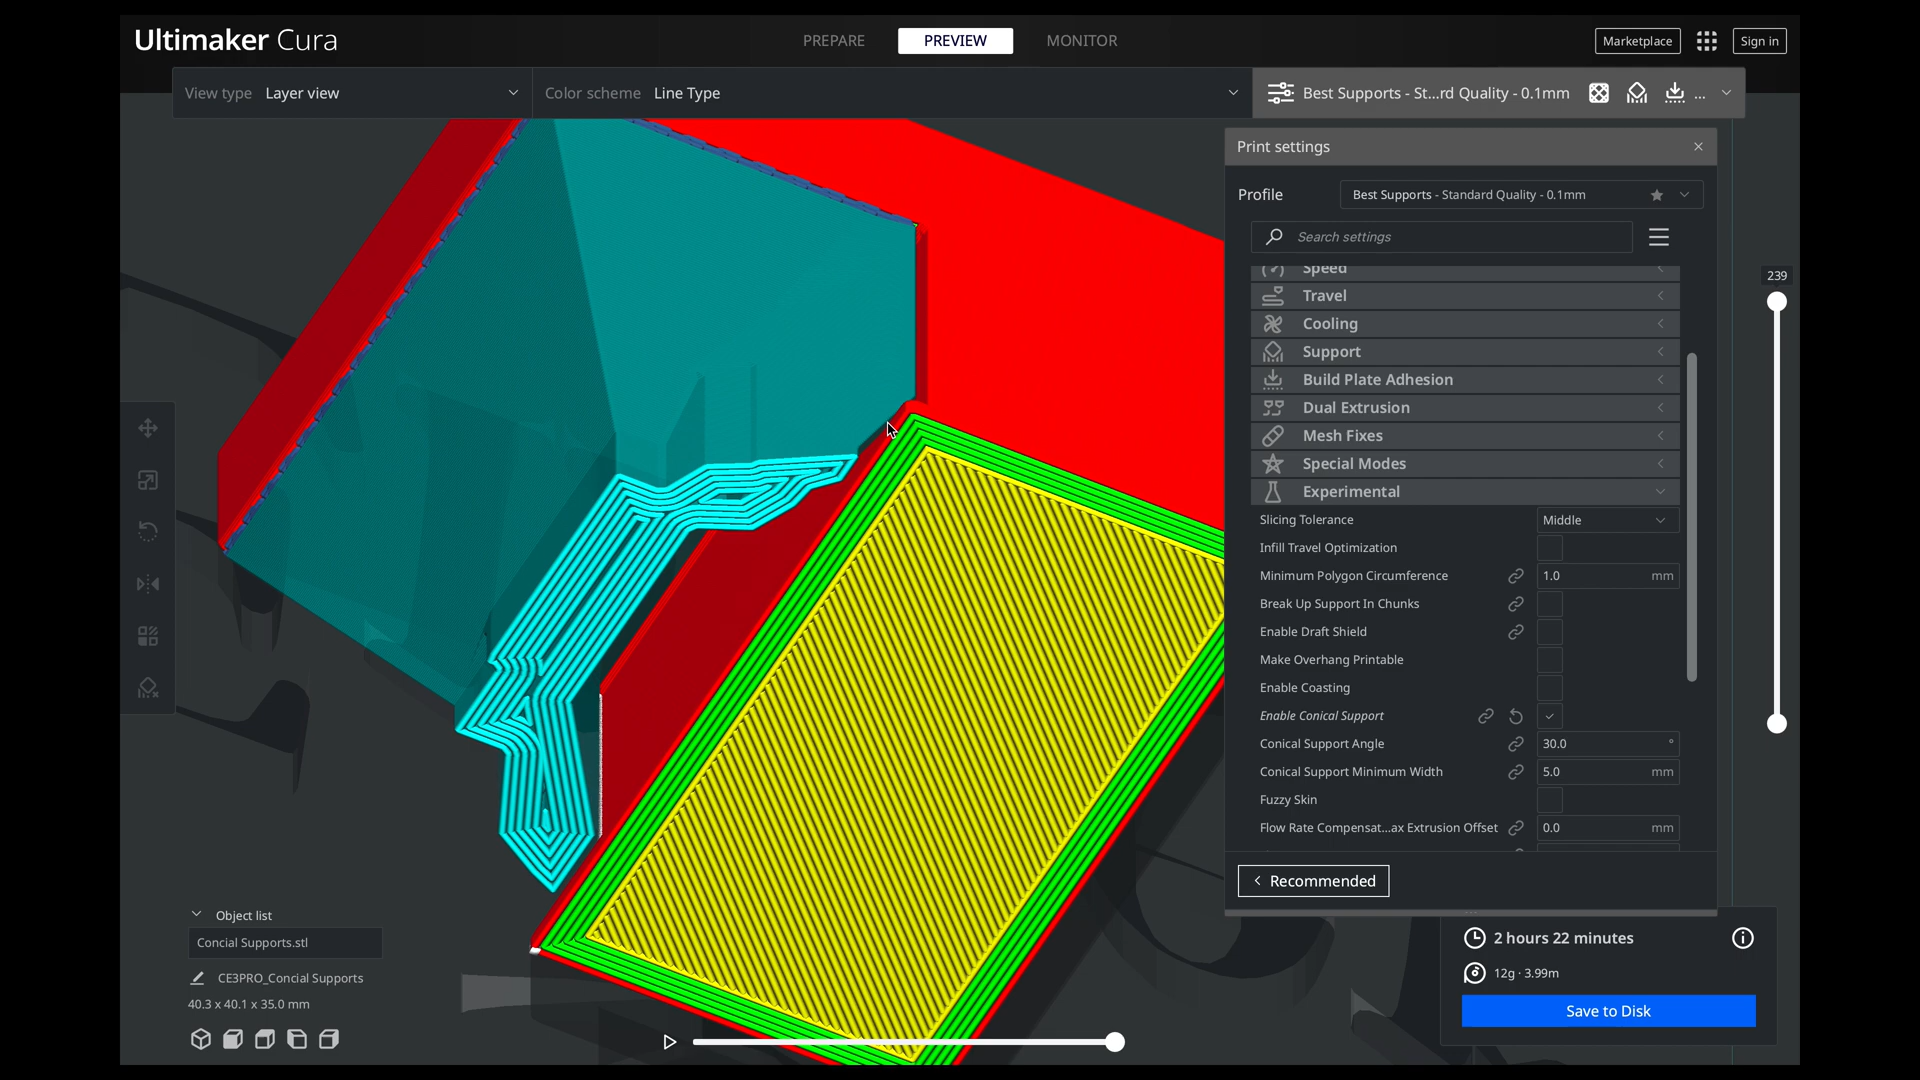 Ultimaker Cura
PREPARE
PREVIEW
MONITOR
Marketplace
Sign in
View type Layer view
Color scheme Line Type
Best Supports - St...rd Quality - 0.1mm
...
Print settings
Profile
Best Supports - Standard Quality - 0.1mm
Search settings
Speed
Travel
Cooling
Support
Build Plate Adhesion
Dual Extrusion
Mesh Fixes
Special Modes
Experimental
Slicing Tolerance Middle
Infill Travel Optimization
Minimum Polygon Circumference 1.0 mm
Break Up Support In Chunks
Enable Draft Shield
Make Overhang Printable
Enable Coasting
Enable Conical Support
Conical Support Angle 30.0 °
Conical Support Minimum Width 5.0 mm
Fuzzy Skin
Flow Rate Compensat...ax Extrusion Offset 0.0 mm
Recommended
239
Object list
Concial Supports.stl
CE3PRO_Concial Supports
40.3 x 40.1 x 35.0 mm
2 hours 22 minutes
12g · 3.99m
Save to Disk